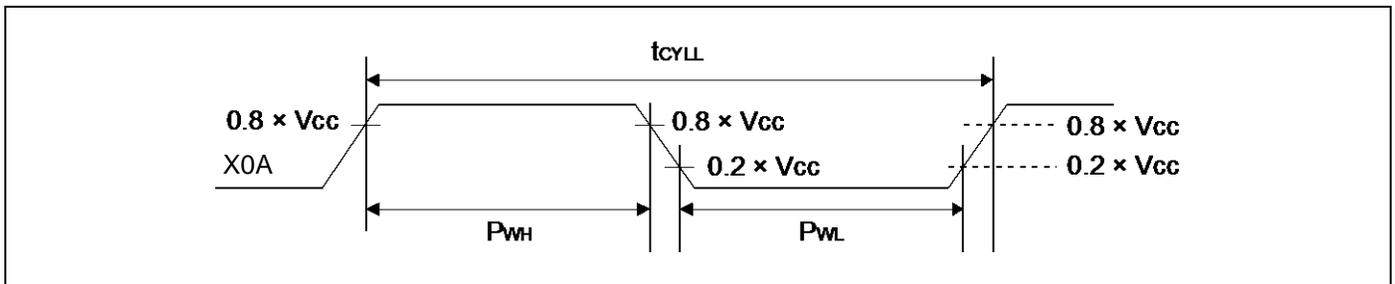 tCYLL
0.8 × Vcc
0.8 × Vcc
0.8 × Vcc
X0A
0.2 × Vcc
0.2 × Vcc
PWH
PWL